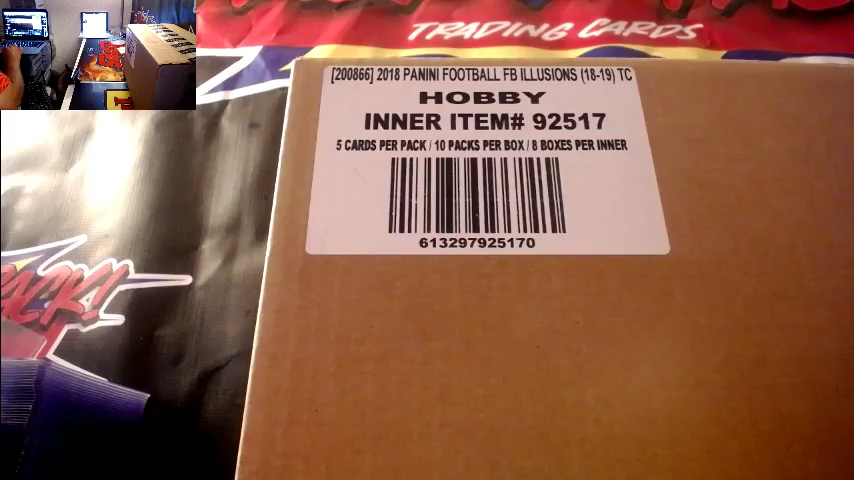 TRADING CARDS
[200866] 2018 PANINI FOOTBALL FB ILLUSIONS (18-19) TC
HOBBY
INNER ITEM# 92517
5 CARDS PER PACK / 10 PACKS PER BOX / 8 BOXES PER INNER
613297925170
ACK!